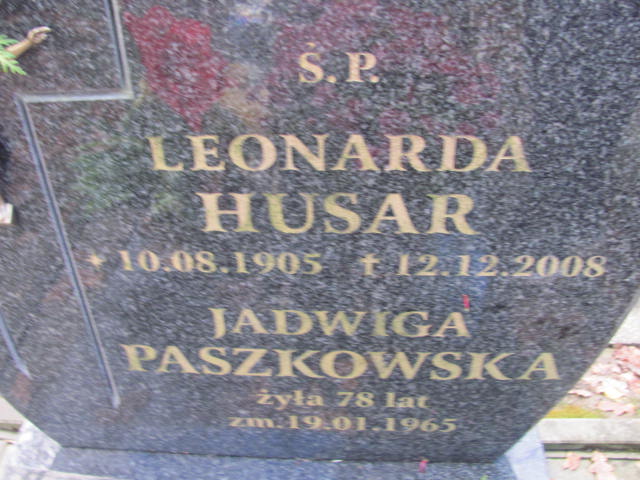 Ś.P.
LEONARDA
HUSAR
* 10.08.1905 † 12.12.2008
JADWIGA
PASZKOWSKA
żyła 78 lat
zm.19.01.1965